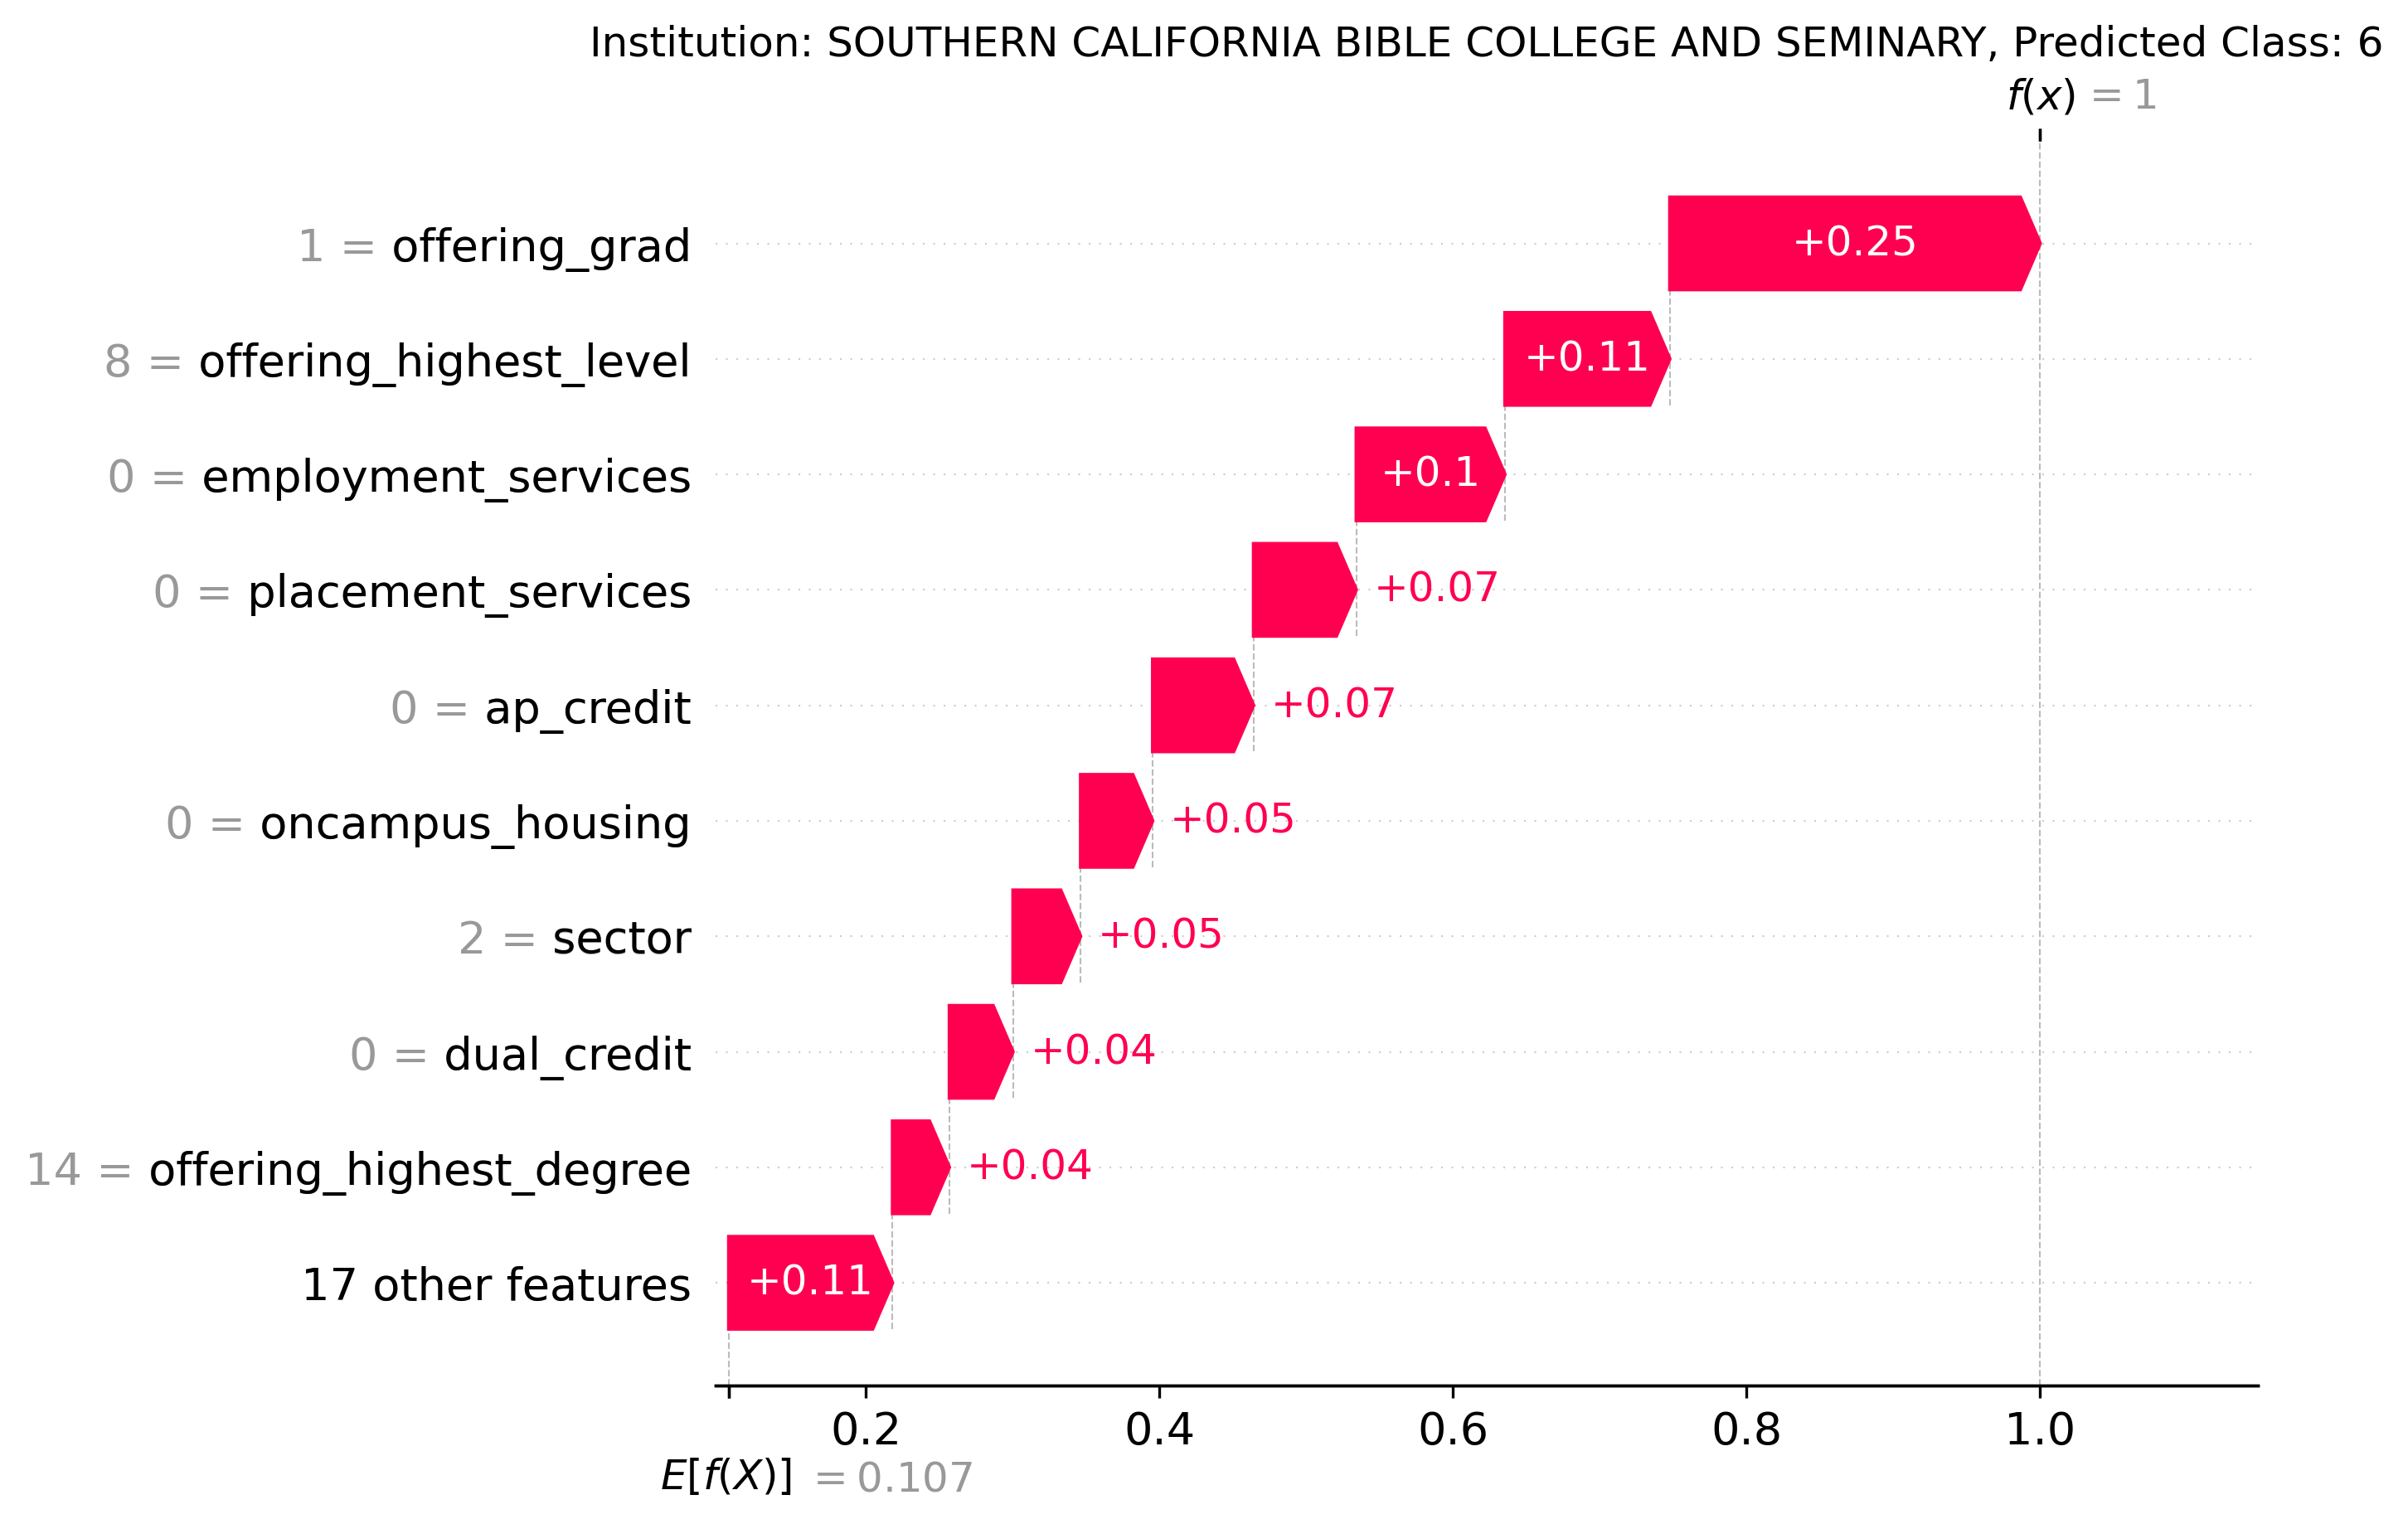 Institution: SOUTHERN CALIFORNIA BIBLE COLLEGE AND SEMINARY, Predicted Class: 6
f(x) = 1
1 = offering_grad +0.25
8 = offering_highest_level +0.11
0 = employment_services +0.1
0 = placement_services +0.07
0 = ap_credit +0.07
0 = oncampus_housing +0.05
2 = sector +0.05
0 = dual_credit +0.04
14 = offering_highest_degree +0.04
17 other features +0.11
0.2 0.4 0.6 0.8 1.0
E[f(X)] = 0.107